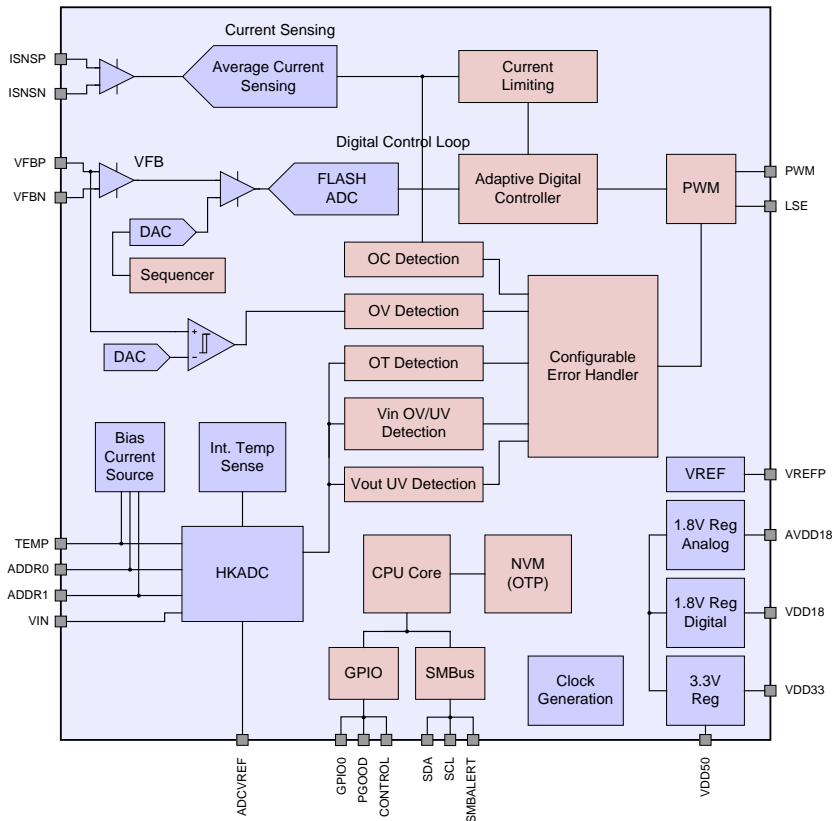 Current Sensing
ISNSP
ISNSN
Average Current
Sensing
Current
Limiting
Digital Control Loop
VFBP
VFBN
VFB
FLASH
ADC
Adaptive Digital
Controller
PWM
PWM
LSE
DAC
Sequencer
OC Detection
OV Detection
+
-
DAC
OT Detection
Configurable
Error Handler
Vin OV/UV
Detection
Vout UV Detection
Bias
Current
Source
Int. Temp
Sense
VREF
VREFP
1.8V Reg
Analog
AVDD18
TEMP
ADDR0
ADDR1
VIN
HKADC
CPU Core
NVM
(OTP)
1.8V Reg
Digital
VDD18
GPIO
SMBus
Clock
Generation
3.3V
Reg
VDD33
ADCVREF
GPIO0
PGOOD
CONTROL
SDA
SCL
SMBALERT
VDD50